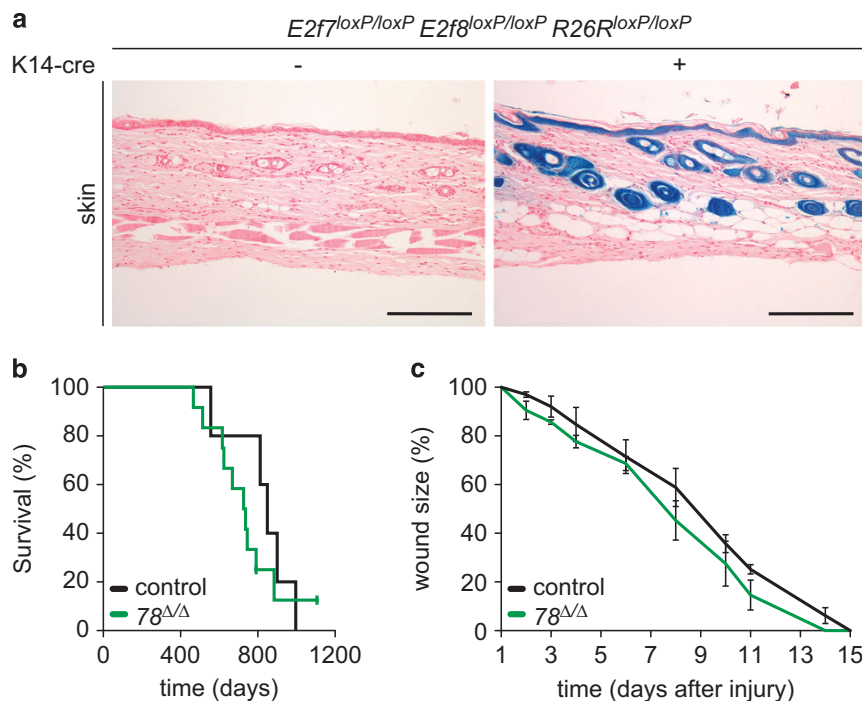 a
E2f7loxP/loxP E2f8loxP/loxP R26RloxP/loxP
K14-cre - +
skin
b
Survival (%)
100
80
60
40
20
0
control
78Δ/Δ
0 400 800 1200
time (days)
c
wound size (%)
100
80
60
40
20
0
control
78Δ/Δ
1 3 5 7 9 11 13 15
time (days after injury)